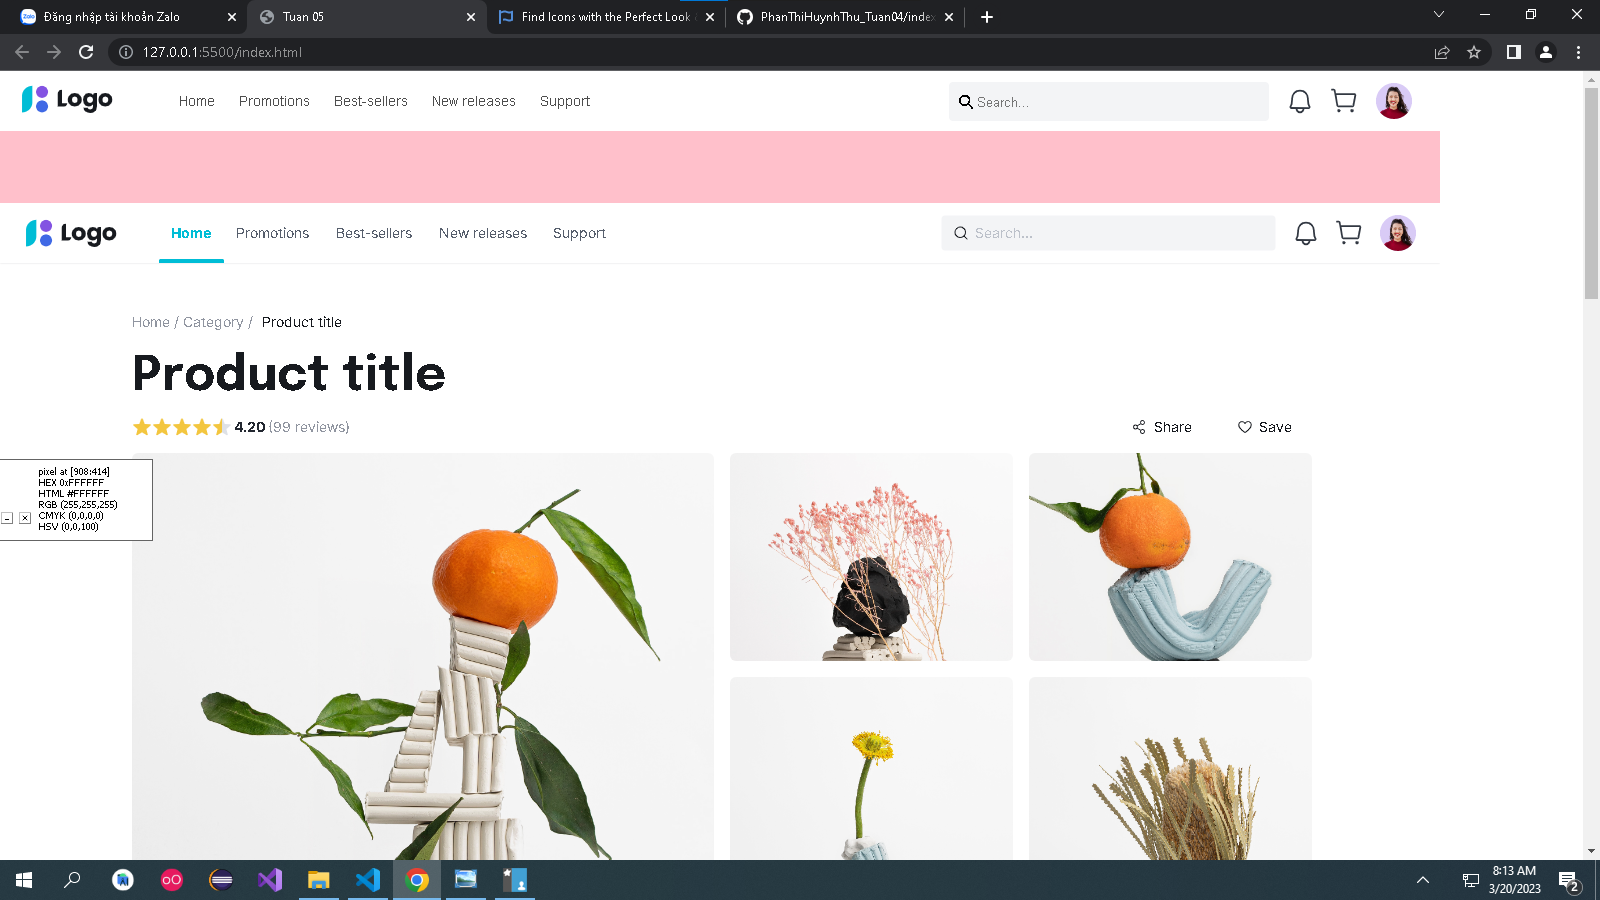 Đăng nhập tài khoản Zalo
Tuan 05
Find Icons with the Perfect Look
PhanThiHuynhThu_Tuan04/index
127.0.0.1:5500/index.html
Logo
Home
Promotions
Best-sellers
New releases
Support
Search...
Logo
Home
Promotions
Best-sellers
New releases
Support
Search...
Home / Category / Product title
Product title
4.20 (99 reviews)
Share
Save
pixel at [908:414]
HEX 0xFFFFFF
HTML #FFFFFF
RGB (255,255,255)
CMYK (0,0,0,0)
HSV (0,0,100)
8:13 AM
3/20/2023
2